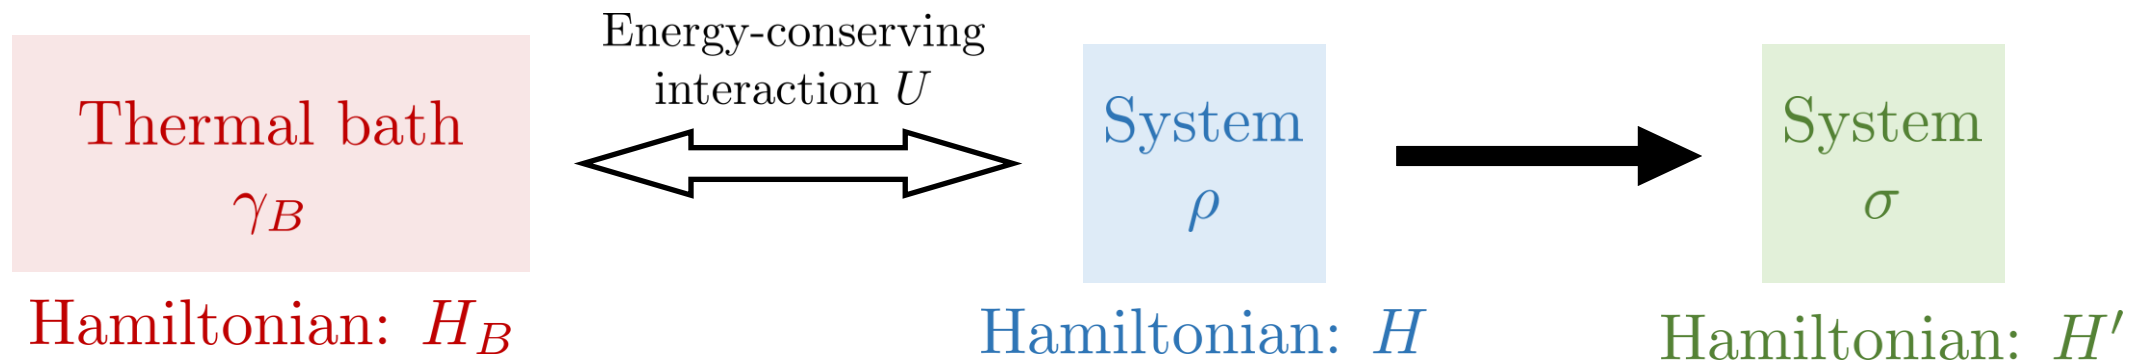 Thermal bath
γ_B
Hamiltonian: H_B
Energy-conserving
interaction U
System
ρ
Hamiltonian: H
System
σ
Hamiltonian: H′